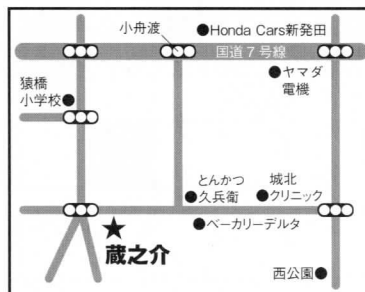 小舟渡
●Honda Cars新発田
国道7号線
猿橋
小学校●
●ヤマダ
電機
とんかつ
●久兵衛
城北
●クリニック
●ベーカリーデルタ
★
蔵之介
西公園●